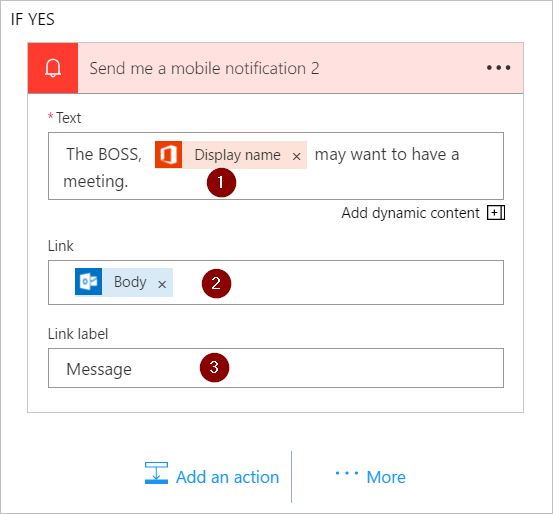 IF YES
Send me a mobile notification 2 •••
* Text
The BOSS, Display name × may want to have a
meeting.
1
Add dynamic content
Link
Body × 2
Link label
Message 3
Add an action ••• More